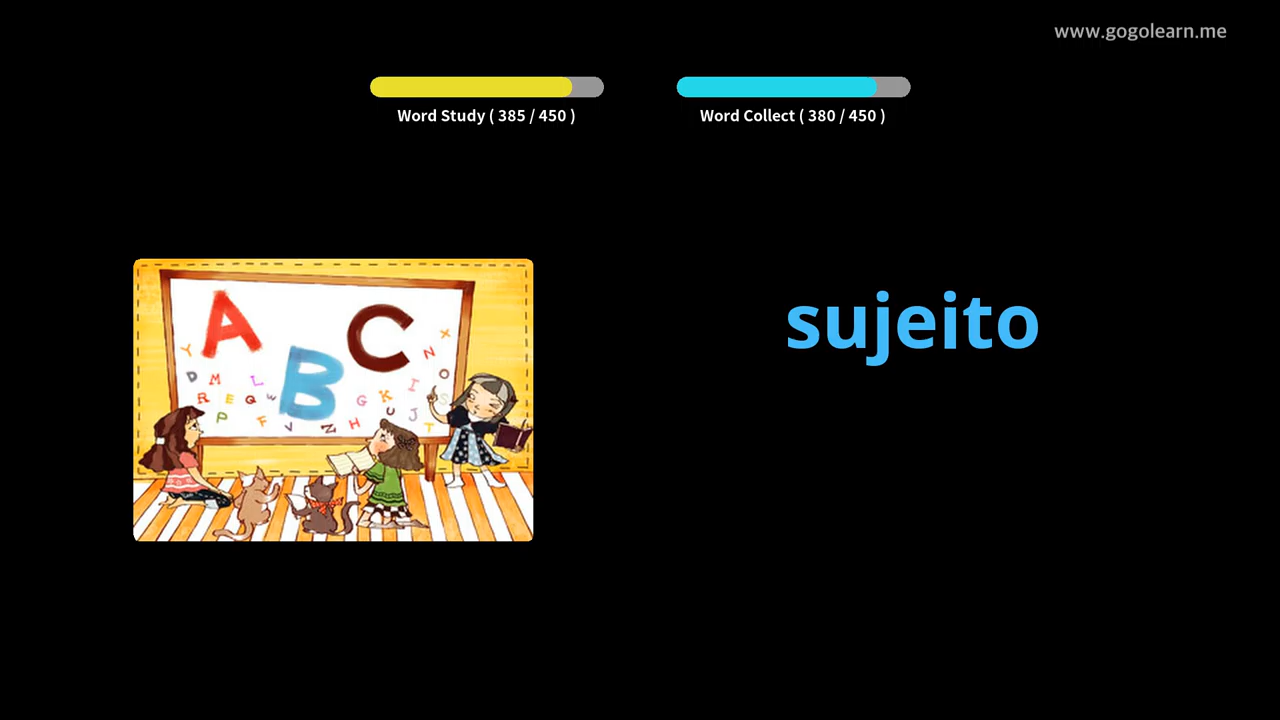 www.gogolearn.me
Word Study ( 385 / 450 )
Word Collect ( 380 / 450 )
sujeito
A
B
C
X
Y
N
D M L O
R E Q W G K I S
P F V Z H U J T